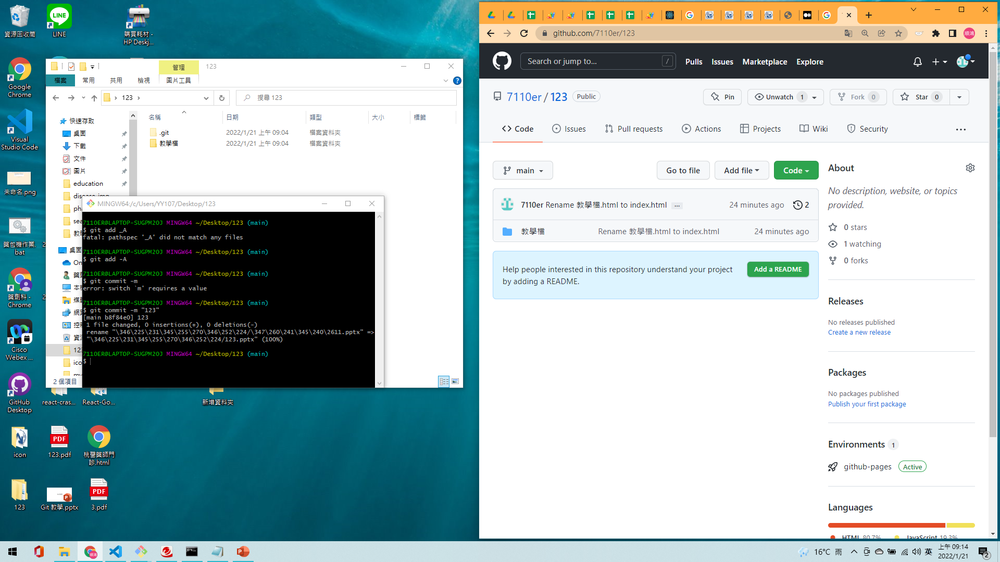 資源回收筒
LINE
購買耗材 -
HP Deskj...
Google
Chrome
Visual
Studio Code
未命名.png
藥包機作業.
bat
藥劑科 -
Chrome
Cisco
Webex ...
GitHub
Desktop
react-cras...
React-Go...
新增資料夾
icon
123.pdf
桃醫藥師門
診.html
123
Git 教學.pptx
3.pdf
管理
123
檔案
常用
共用
檢視
圖片工具
123
搜尋 123
名稱
日期
類型
大小
標籤
.git
2022/1/21 上午 09:04
檔案資料夾
教學檔
2022/1/21 上午 09:04
檔案資料夾
快速存取
桌面
下載
文件
圖片
education
2 個項目
MINGW64:/c/Users/YY107/Desktop/123
7110ER@LAPTOP-SUGPM2OJ MINGW64 ~/Desktop/123 (main)
$ git add _A
fatal: pathspec '_A' did not match any files
7110ER@LAPTOP-SUGPM2OJ MINGW64 ~/Desktop/123 (main)
$ git add -A
7110ER@LAPTOP-SUGPM2OJ MINGW64 ~/Desktop/123 (main)
$ git commit -m
error: switch `m' requires a value
7110ER@LAPTOP-SUGPM2OJ MINGW64 ~/Desktop/123 (main)
$ git commit -m "123"
[main b8f84e0] 123
1 file changed, 0 insertions(+), 0 deletions(-)
rename "\346\225\231\345\255\270\346\252\224/\347\260\241\345\240\2611.pptx" =>
"\346\225\231\345\255\270\346\252\224/123.pptx" (100%)
7110ER@LAPTOP-SUGPM2OJ MINGW64 ~/Desktop/123 (main)
$
github.com/7110er/123
順鴻
Search or jump to...
/
Pulls
Issues
Marketplace
Explore
7110er / 123
Public
Pin
Unwatch 1
Fork 0
Star 0
Code
Issues
Pull requests
Actions
Projects
Wiki
Security
main
Go to file
Add file
Code
7110er Rename 教學檔.html to index.html ...
24 minutes ago
2
教學檔
Rename 教學檔.html to index.html
24 minutes ago
Help people interested in this repository understand your project
by adding a README.
Add a README
About
No description, website, or topics
provided.
0 stars
1 watching
0 forks
Releases
No releases published
Create a new release
Packages
No packages published
Publish your first package
Environments 1
github-pages
Active
Languages
HTML 80.7%
JavaScript 19.3%
16°C 雨
英
上午 09:14
2022/1/21
2